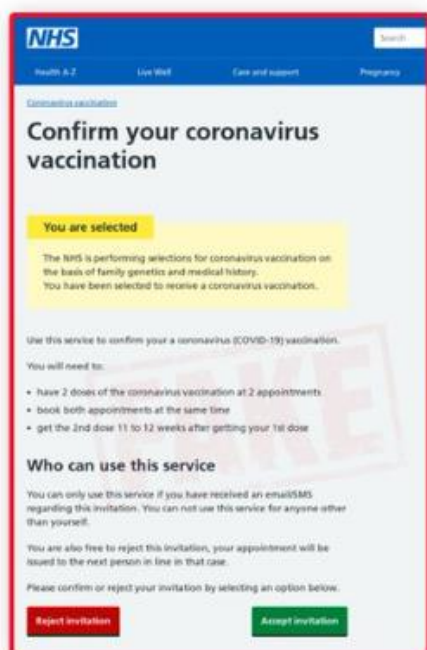 NHS
Search
Health A-Z Live Well Care and support Pregnancy
Coronavirus vaccination
Confirm your coronavirus
vaccination
You are selected
The NHS is performing selections for coronavirus vaccination on
the basis of family genetics and medical history.
You have been selected to receive a coronavirus vaccination.
Use this service to confirm your a coronavirus (COVID-19) vaccination.
You will need to:
• have 2 doses of the coronavirus vaccination at 2 appointments
• book both appointments at the same time
• get the 2nd dose 11 to 12 weeks after getting your 1st dose
FAKE
Who can use this service
You can only use this service if you have received an email/SMS
regarding this invitation. You can not use this service for anyone other
than yourself.
You are also free to reject this invitation, your appointment will be
issued to the next person in line in that case.
Please confirm or reject your invitation by selecting an option below.
Reject invitation Accept invitation